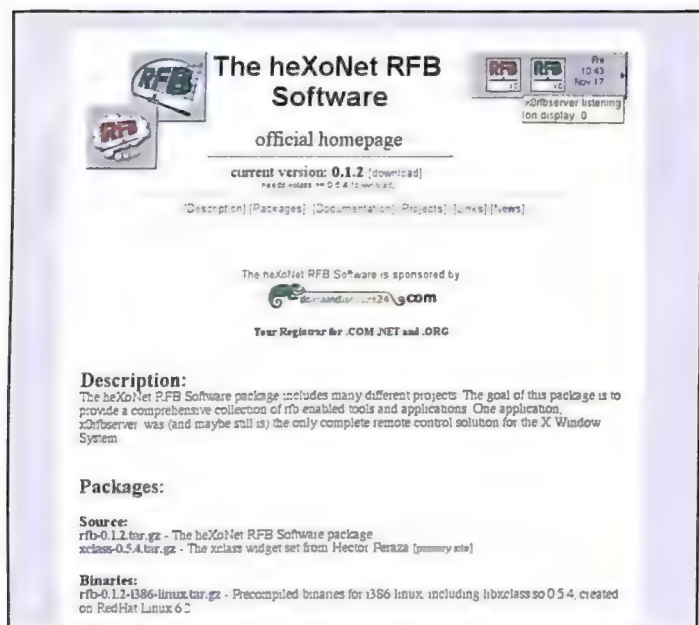 The heXoNet RFB
Software
official homepage
current version: 0.1.2 [download]
needs xclass >= 0.5.4 [download]
[Description] [Packages] [Documentation] [Projects] [Links] [News]
RFB
RFB
RFB
RFB
Fre
10 43
Nov 17
x0rfbserver listening
on display 0
The heXoNet RFB Software is sponsored by
24 com
Your Registrar for .COM .NET and .ORG
Description:
The heXoNet RFB Software package includes many different projects. The goal of this package is to
provide a comprehensive collection of rfb enabled tools and applications. One application,
x0rfbserver was (and maybe still is) the only complete remote control solution for the X Window
System
Packages:
Source:
rfb-0.1.2.tar.gz - The heXoNet RFB Software package
xclass-0.5.4.tar.gz - The xclass widget set from Hector Peraza [primary site]
Binaries:
rfb-0.1.2-i386-linux.tar.gz - Precompiled binaries for i386 linux, including libxclass.so.0.5.4, created
on RedHat Linux 6.2